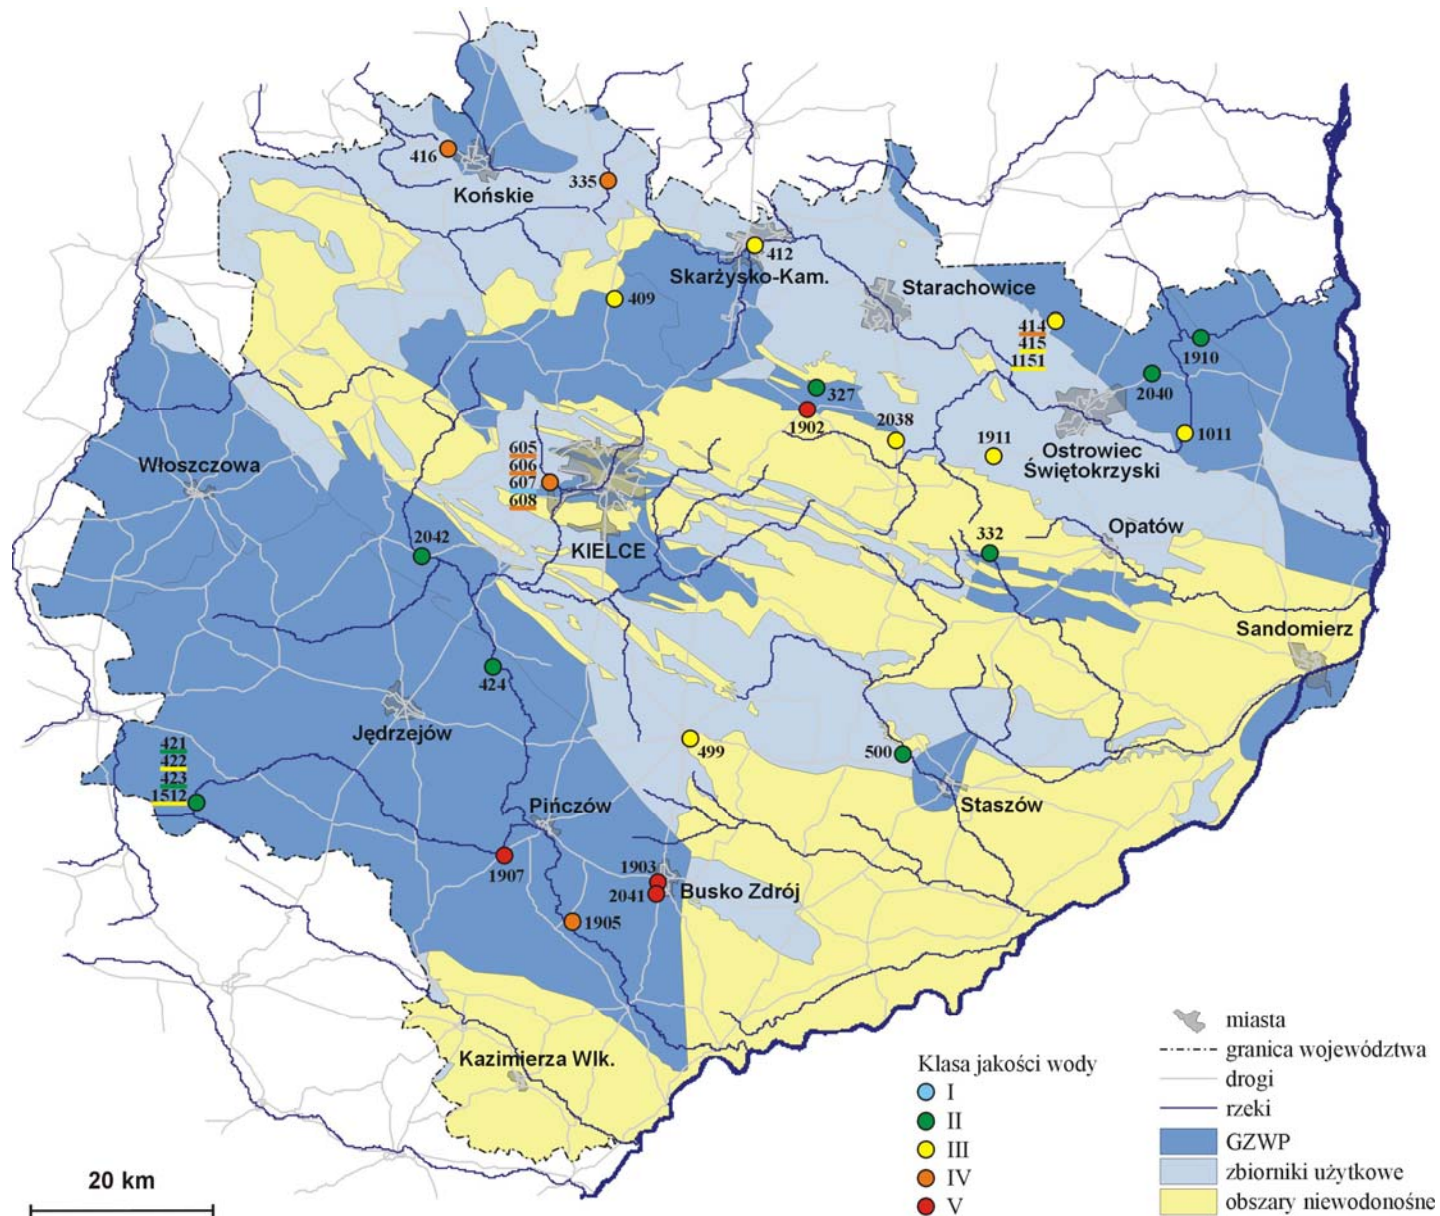 416
Końskie
335
412
Skarżysko-Kam.
409
Starachowice
414
415
1151
1910
2040
327
1902
2038
1911
1011
Ostrowiec
Świętokrzyski
Włoszczowa
605
606
607
608
KIELCE
Opatów
332
2042
Sandomierz
424
Jędrzejów
421
422
423
1512
499
500
Staszów
Pińczów
1907
1903
2041
Busko Zdrój
1905
Kazimierza Wlk.
20 km
Klasa jakości wody
I
II
III
IV
V
miasta
granica województwa
drogi
rzeki
GZWP
zbiorniki użytkowe
obszary niewodonośne